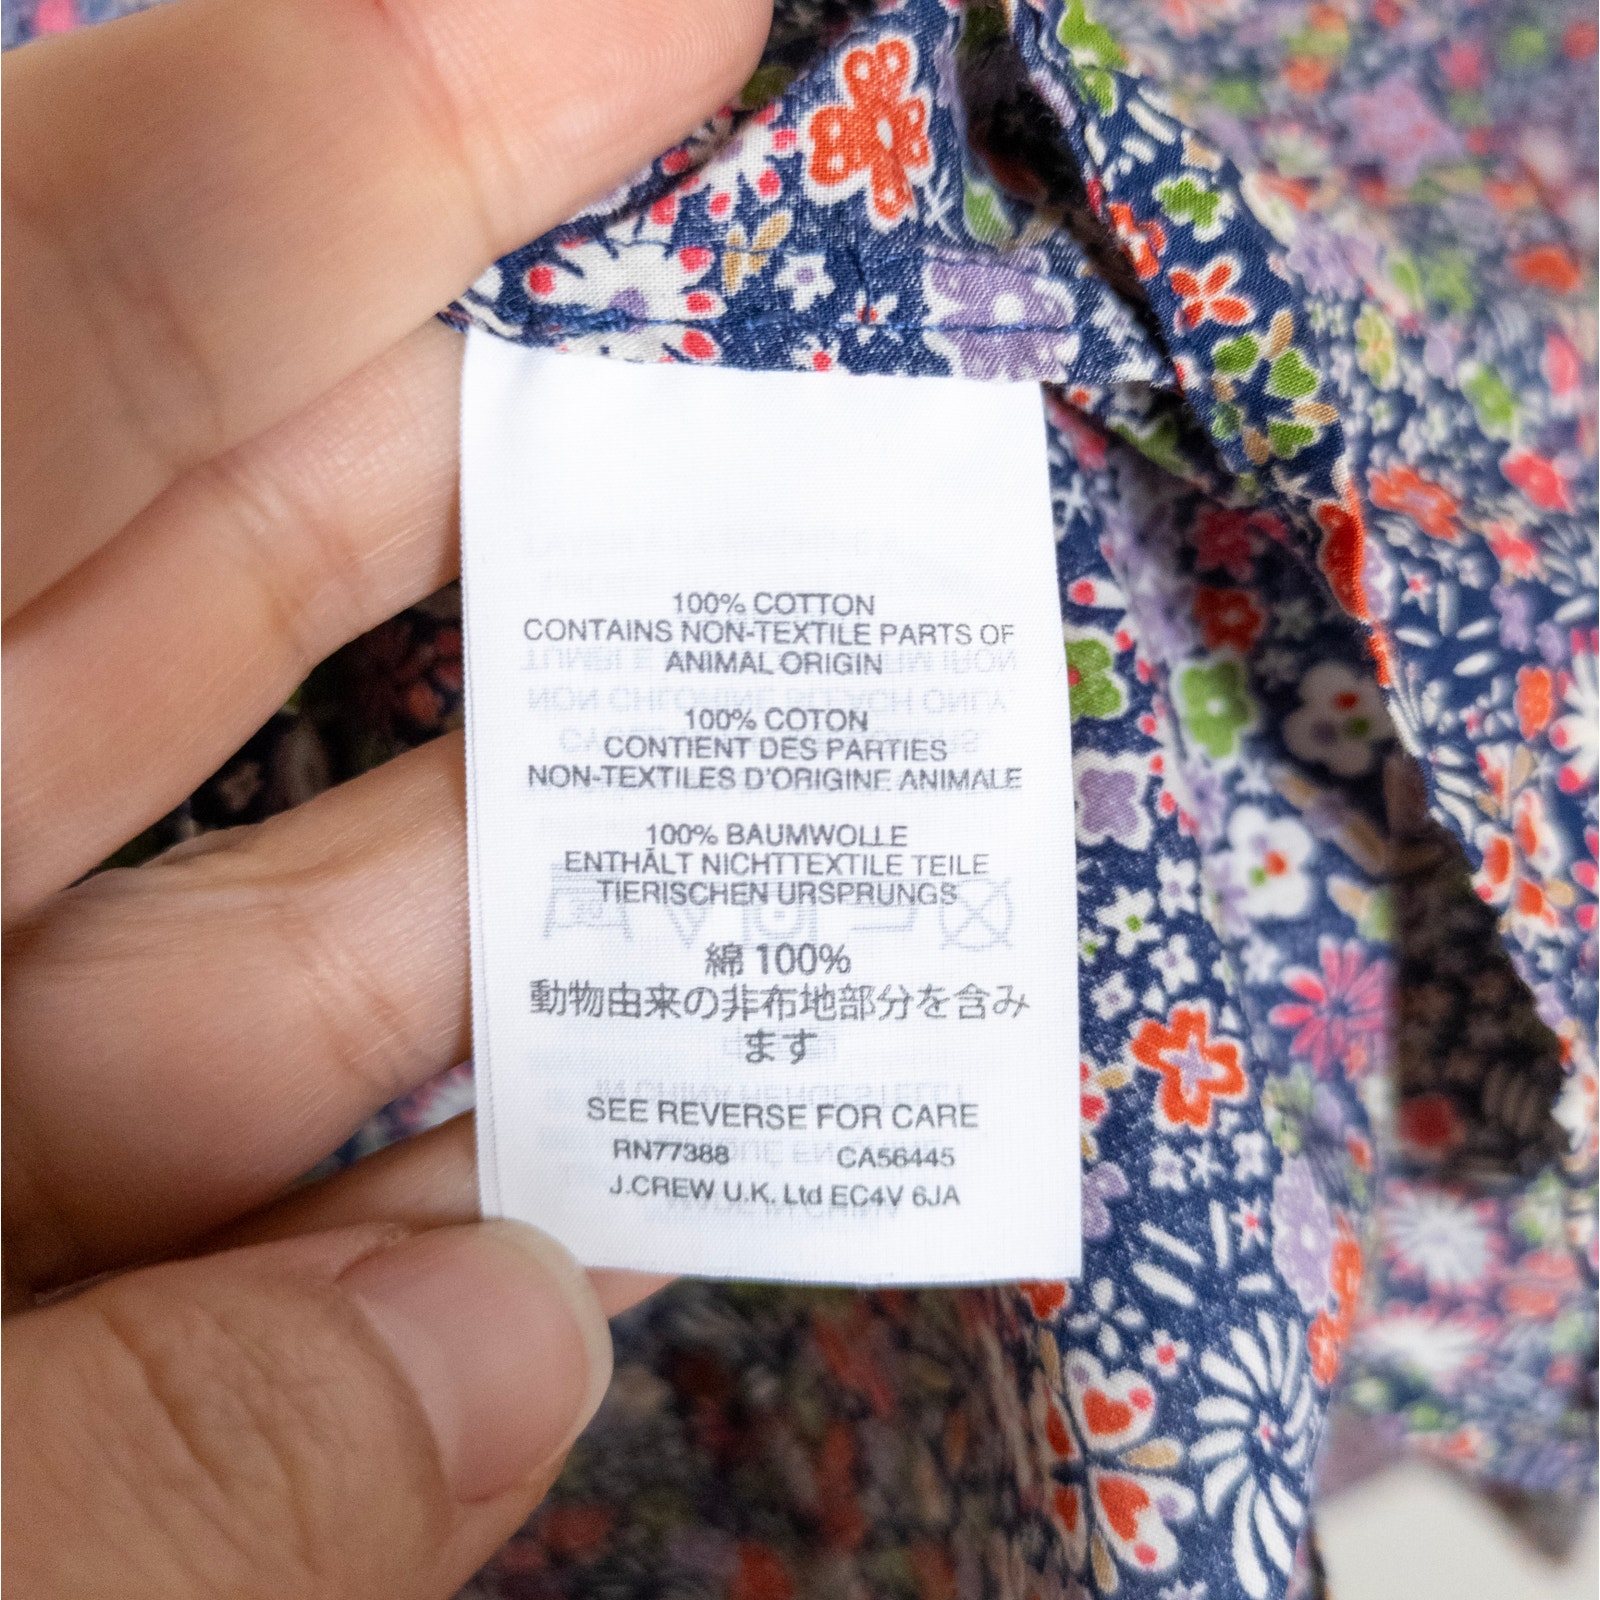 100% COTTON
CONTAINS NON-TEXTILE PARTS OF
ANIMAL ORIGIN
100% COTON
CONTIENT DES PARTIES
NON-TEXTILES D'ORIGINE ANIMALE
100% BAUMWOLLE
ENTHÄLT NICHTTEXTILE TEILE
TIERISCHEN URSPRUNGS
綿 100%
動物由来の非布地部分を含み
ます
SEE REVERSE FOR CARE
RN77388 CA56445
J.CREW U.K. Ltd EC4V 6JA